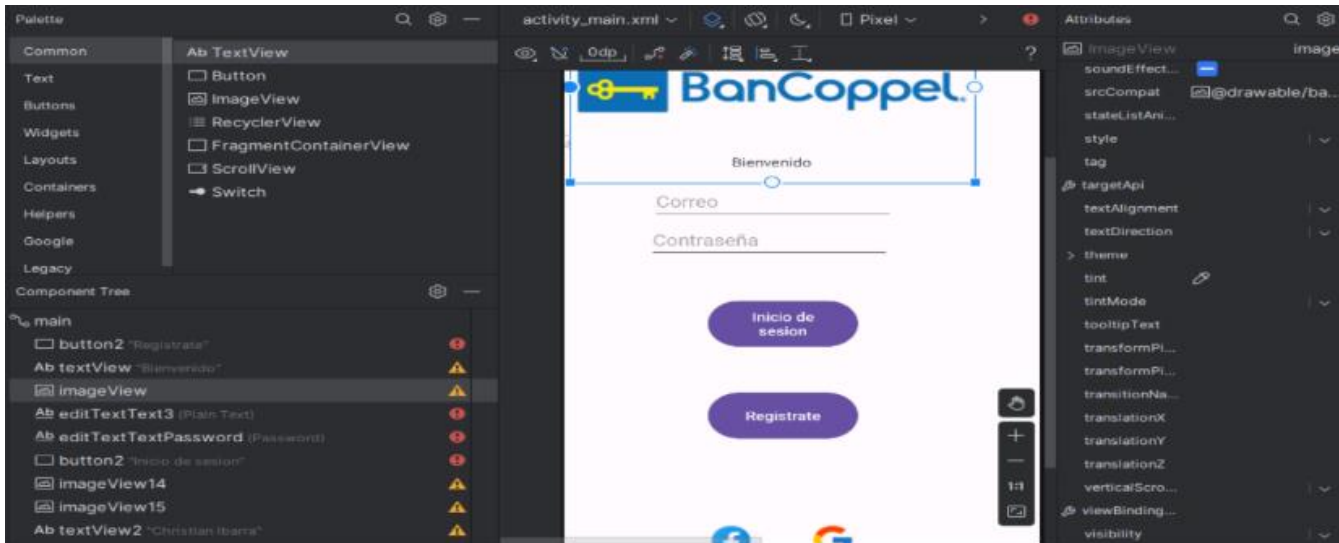 Palette
Common
Text
Buttons
Widgets
Layouts
Containers
Helpers
Google
Legacy
Ab TextView
Button
ImageView
RecyclerView
FragmentContainerView
ScrollView
Switch
Component Tree
main
button2 "Registrate"
Ab textView "Bienvenido"
imageView
Ab editTextText3 (Plain Text)
Ab editTextTextPassword (Password)
button2 "Inicio de sesion"
imageView14
imageView15
Ab textView2 "Christian Ibarra"
activity_main.xml
Pixel
0dp
?
BanCoppel.
Bienvenido
Correo
Contraseña
Inicio de
sesion
Registrate
1:1
Attributes
ImageView image
soundEffect...
srcCompat @drawable/ba...
stateListAni...
style
tag
targetApi
textAlignment
textDirection
theme
tint
tintMode
tooltipText
transformPi...
transformPi...
transitionNa...
translationX
translationY
translationZ
verticalScro...
viewBinding...
visibility